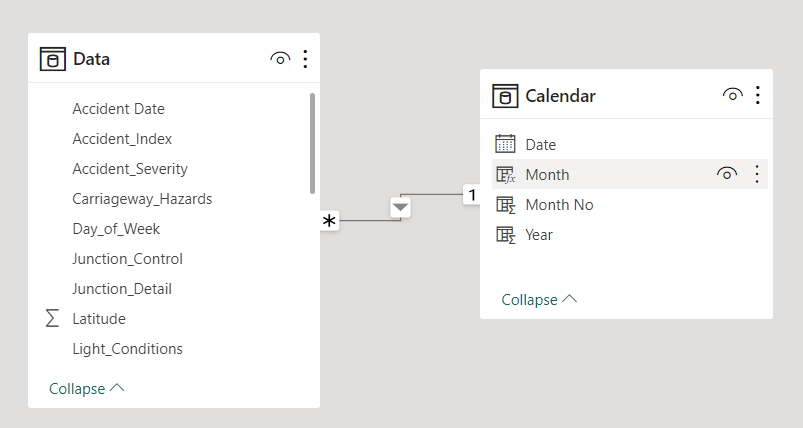 Data
Accident Date
Accident_Index
Accident_Severity
Carriageway_Hazards
Day_of_Week
Junction_Control
Junction_Detail
Latitude
Light_Conditions
Collapse
*
1
Calendar
Date
Month
Month No
Year
Collapse